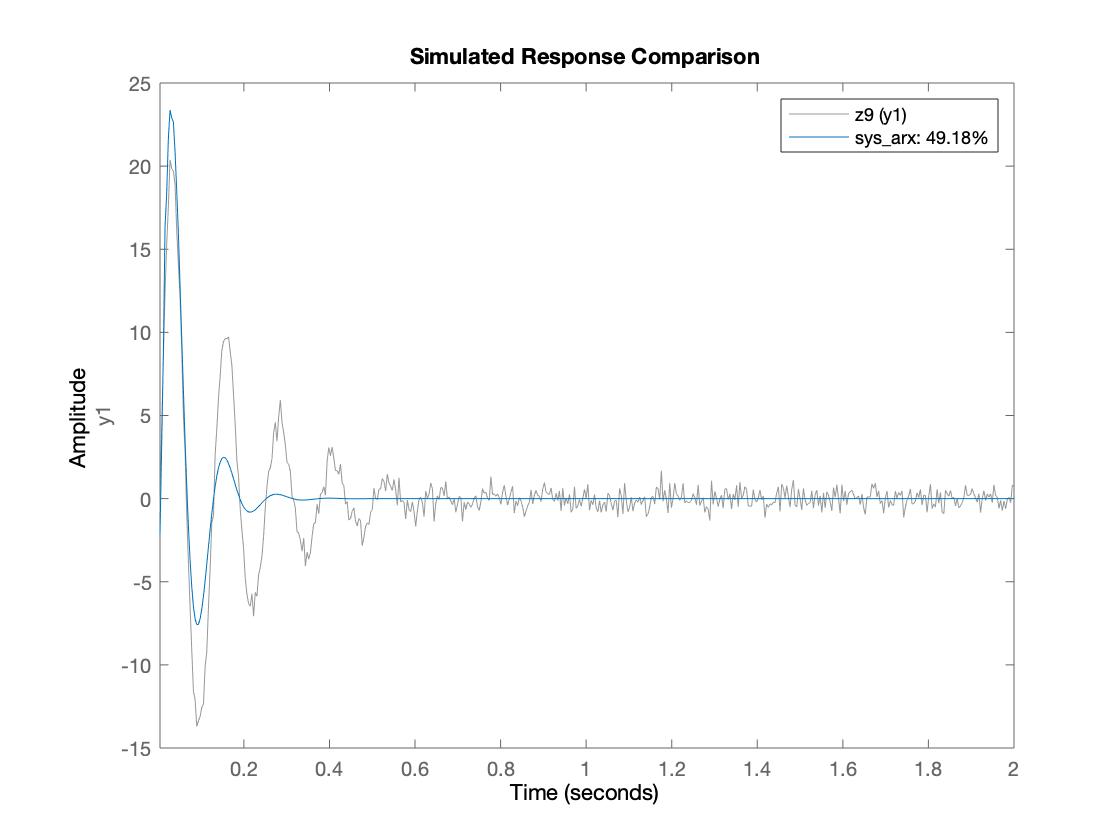 Simulated Response Comparison
z9 (y1)
sys_arx: 49.18%
25
20
15
10
5
0
-5
-10
-15
Amplitude
y1
0.2 0.4 0.6 0.8 1 1.2 1.4 1.6 1.8 2
Time (seconds)